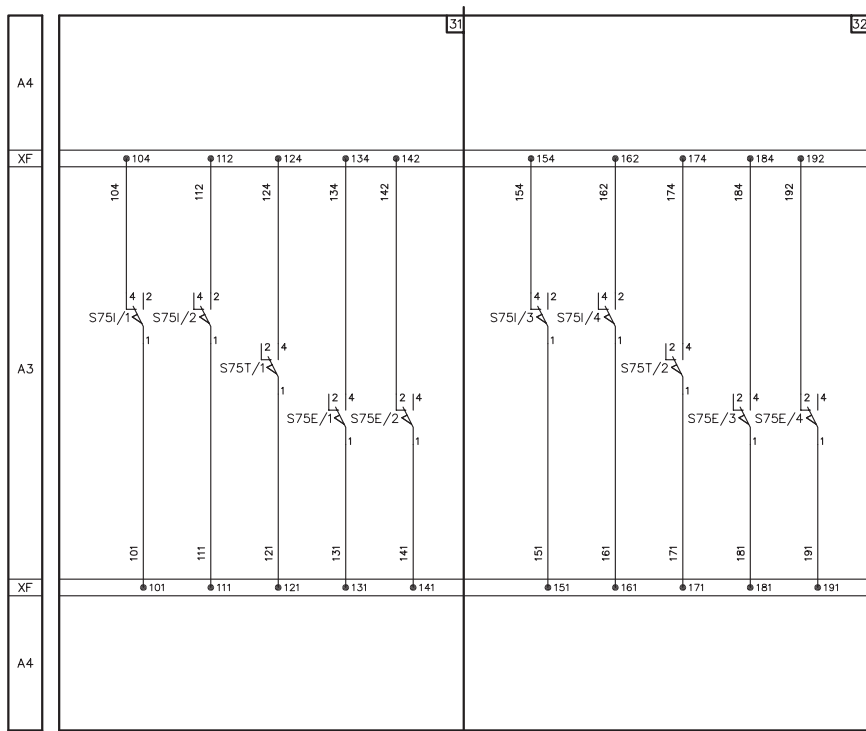 31 32
A4
XF 104 112 124 134 142 154 162 174 184 192
104 112 124 134 142 154 162 174 184 192
4 2 4 2 4 2 4 2
S75I/1 S75I/2 S75I/3 S75I/4
1 1 1 1
2 4 2 4
A3 S75T/1 S75T/2
1 1
2 4 2 4 2 4 2 4
S75E/1 S75E/2 S75E/3 S75E/4
1 1 1 1
101 111 121 131 141 151 161 171 181 191
XF 101 111 121 131 141 151 161 171 181 191
A4